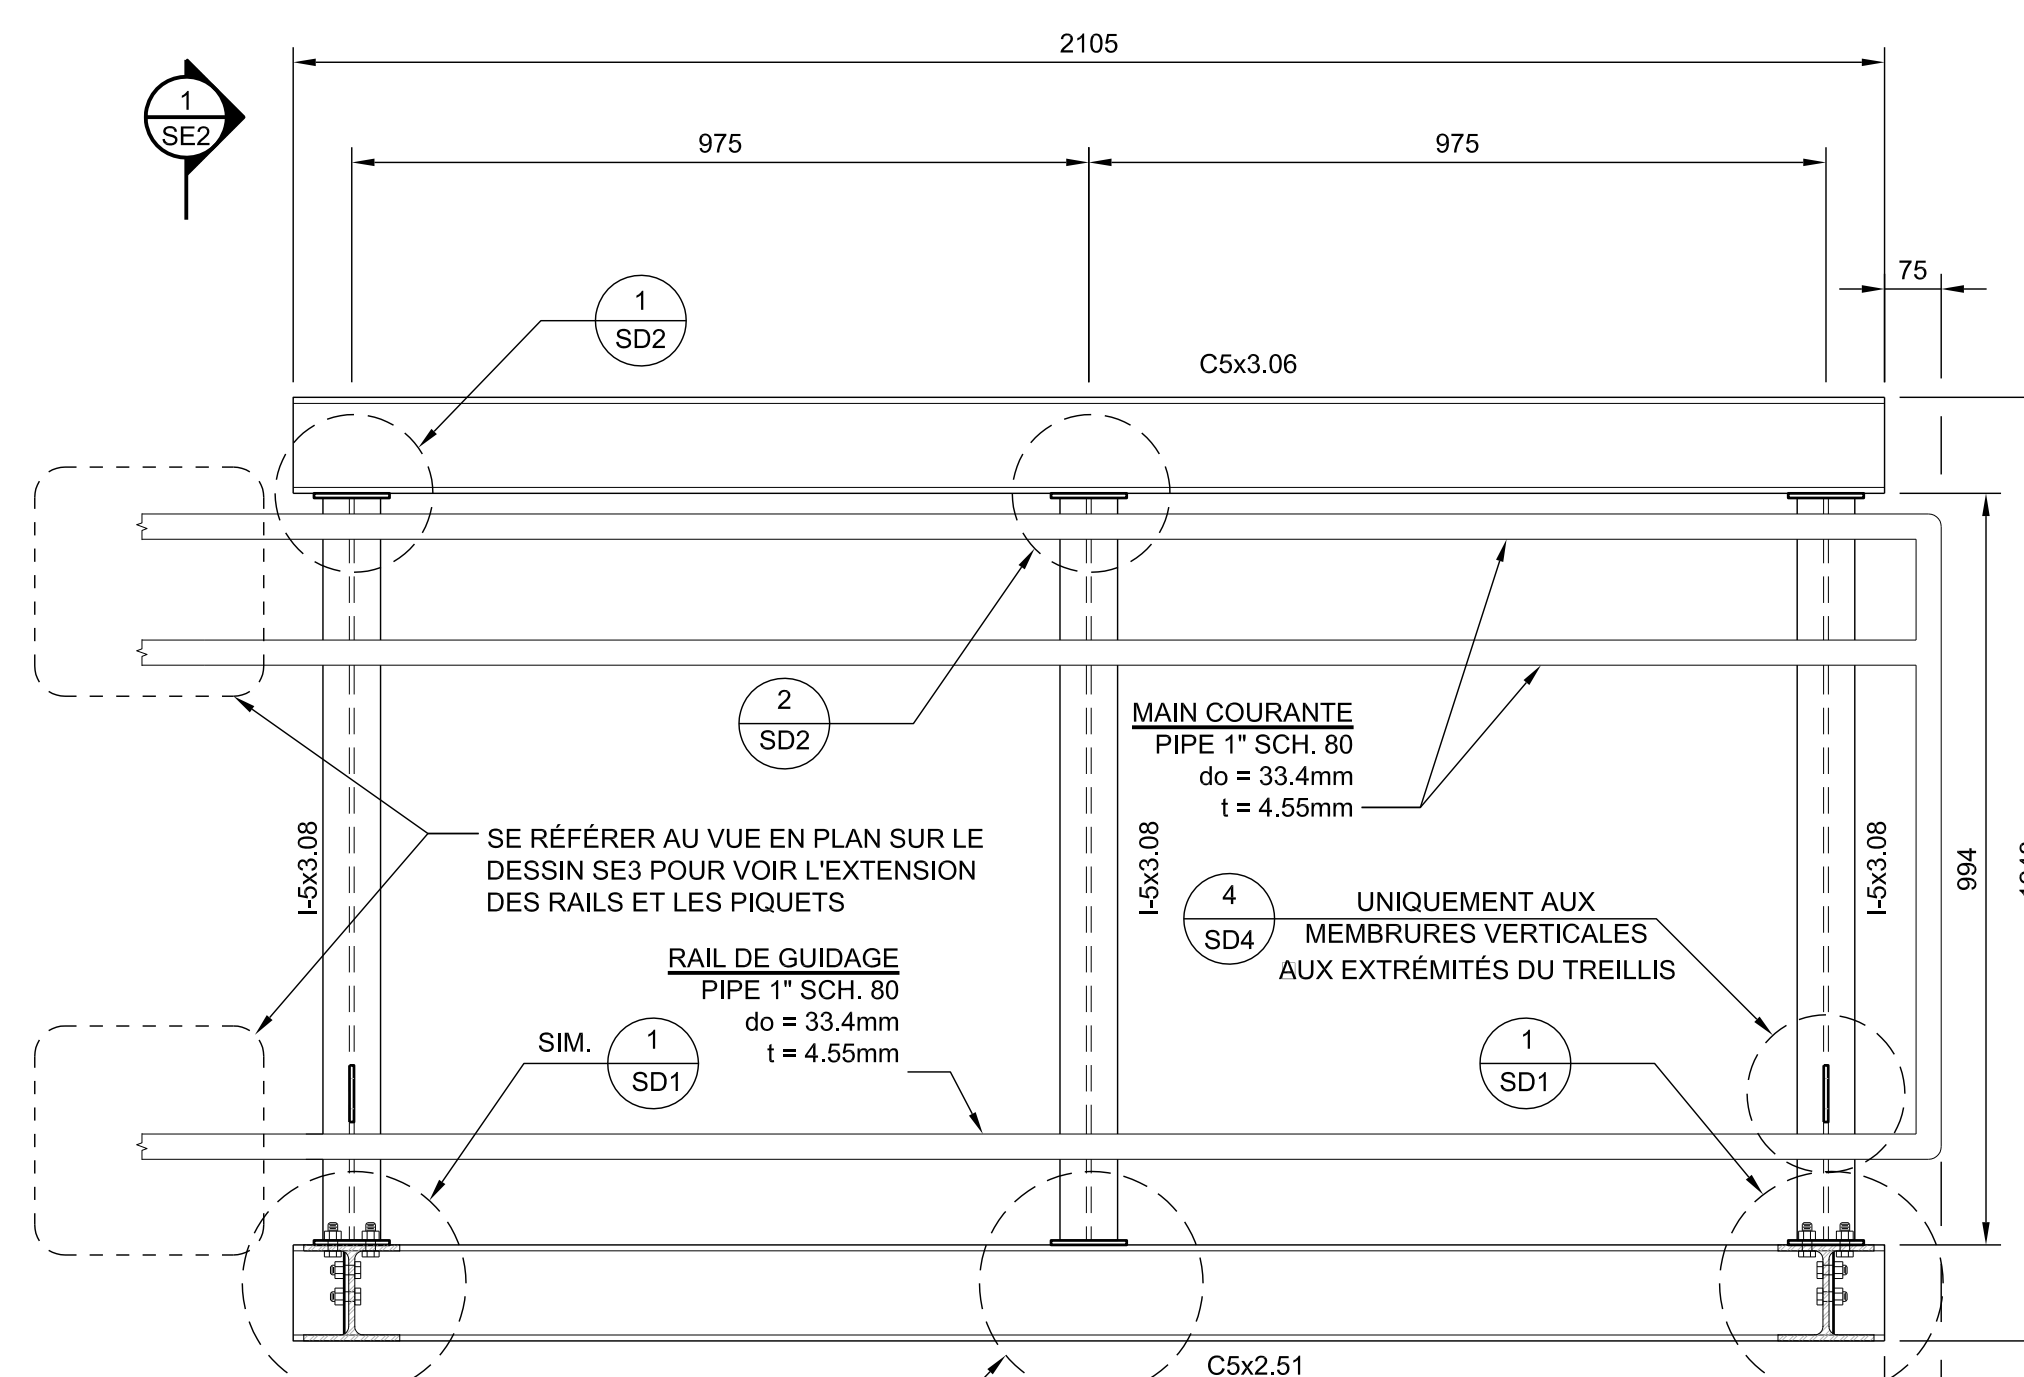 2105
1
SE2
975
975
75
1
SD2
C5x3.06
2
SD2
MAIN COURANTE
PIPE 1" SCH. 80
do = 33.4mm
t = 4.55mm
I-5x3.08
SE RÉFÉRER AU VUE EN PLAN SUR LE
DESSIN SE3 POUR VOIR L'EXTENSION
DES RAILS ET LES PIQUETS
I-5x3.08
I-5x3.08
994
4
SD4
UNIQUEMENT AUX
MEMBRURES VERTICALES
AUX EXTRÉMITÉS DU TREILLIS
RAIL DE GUIDAGE
PIPE 1" SCH. 80
do = 33.4mm
t = 4.55mm
SIM.
1
SD1
1
SD1
C5x2.51